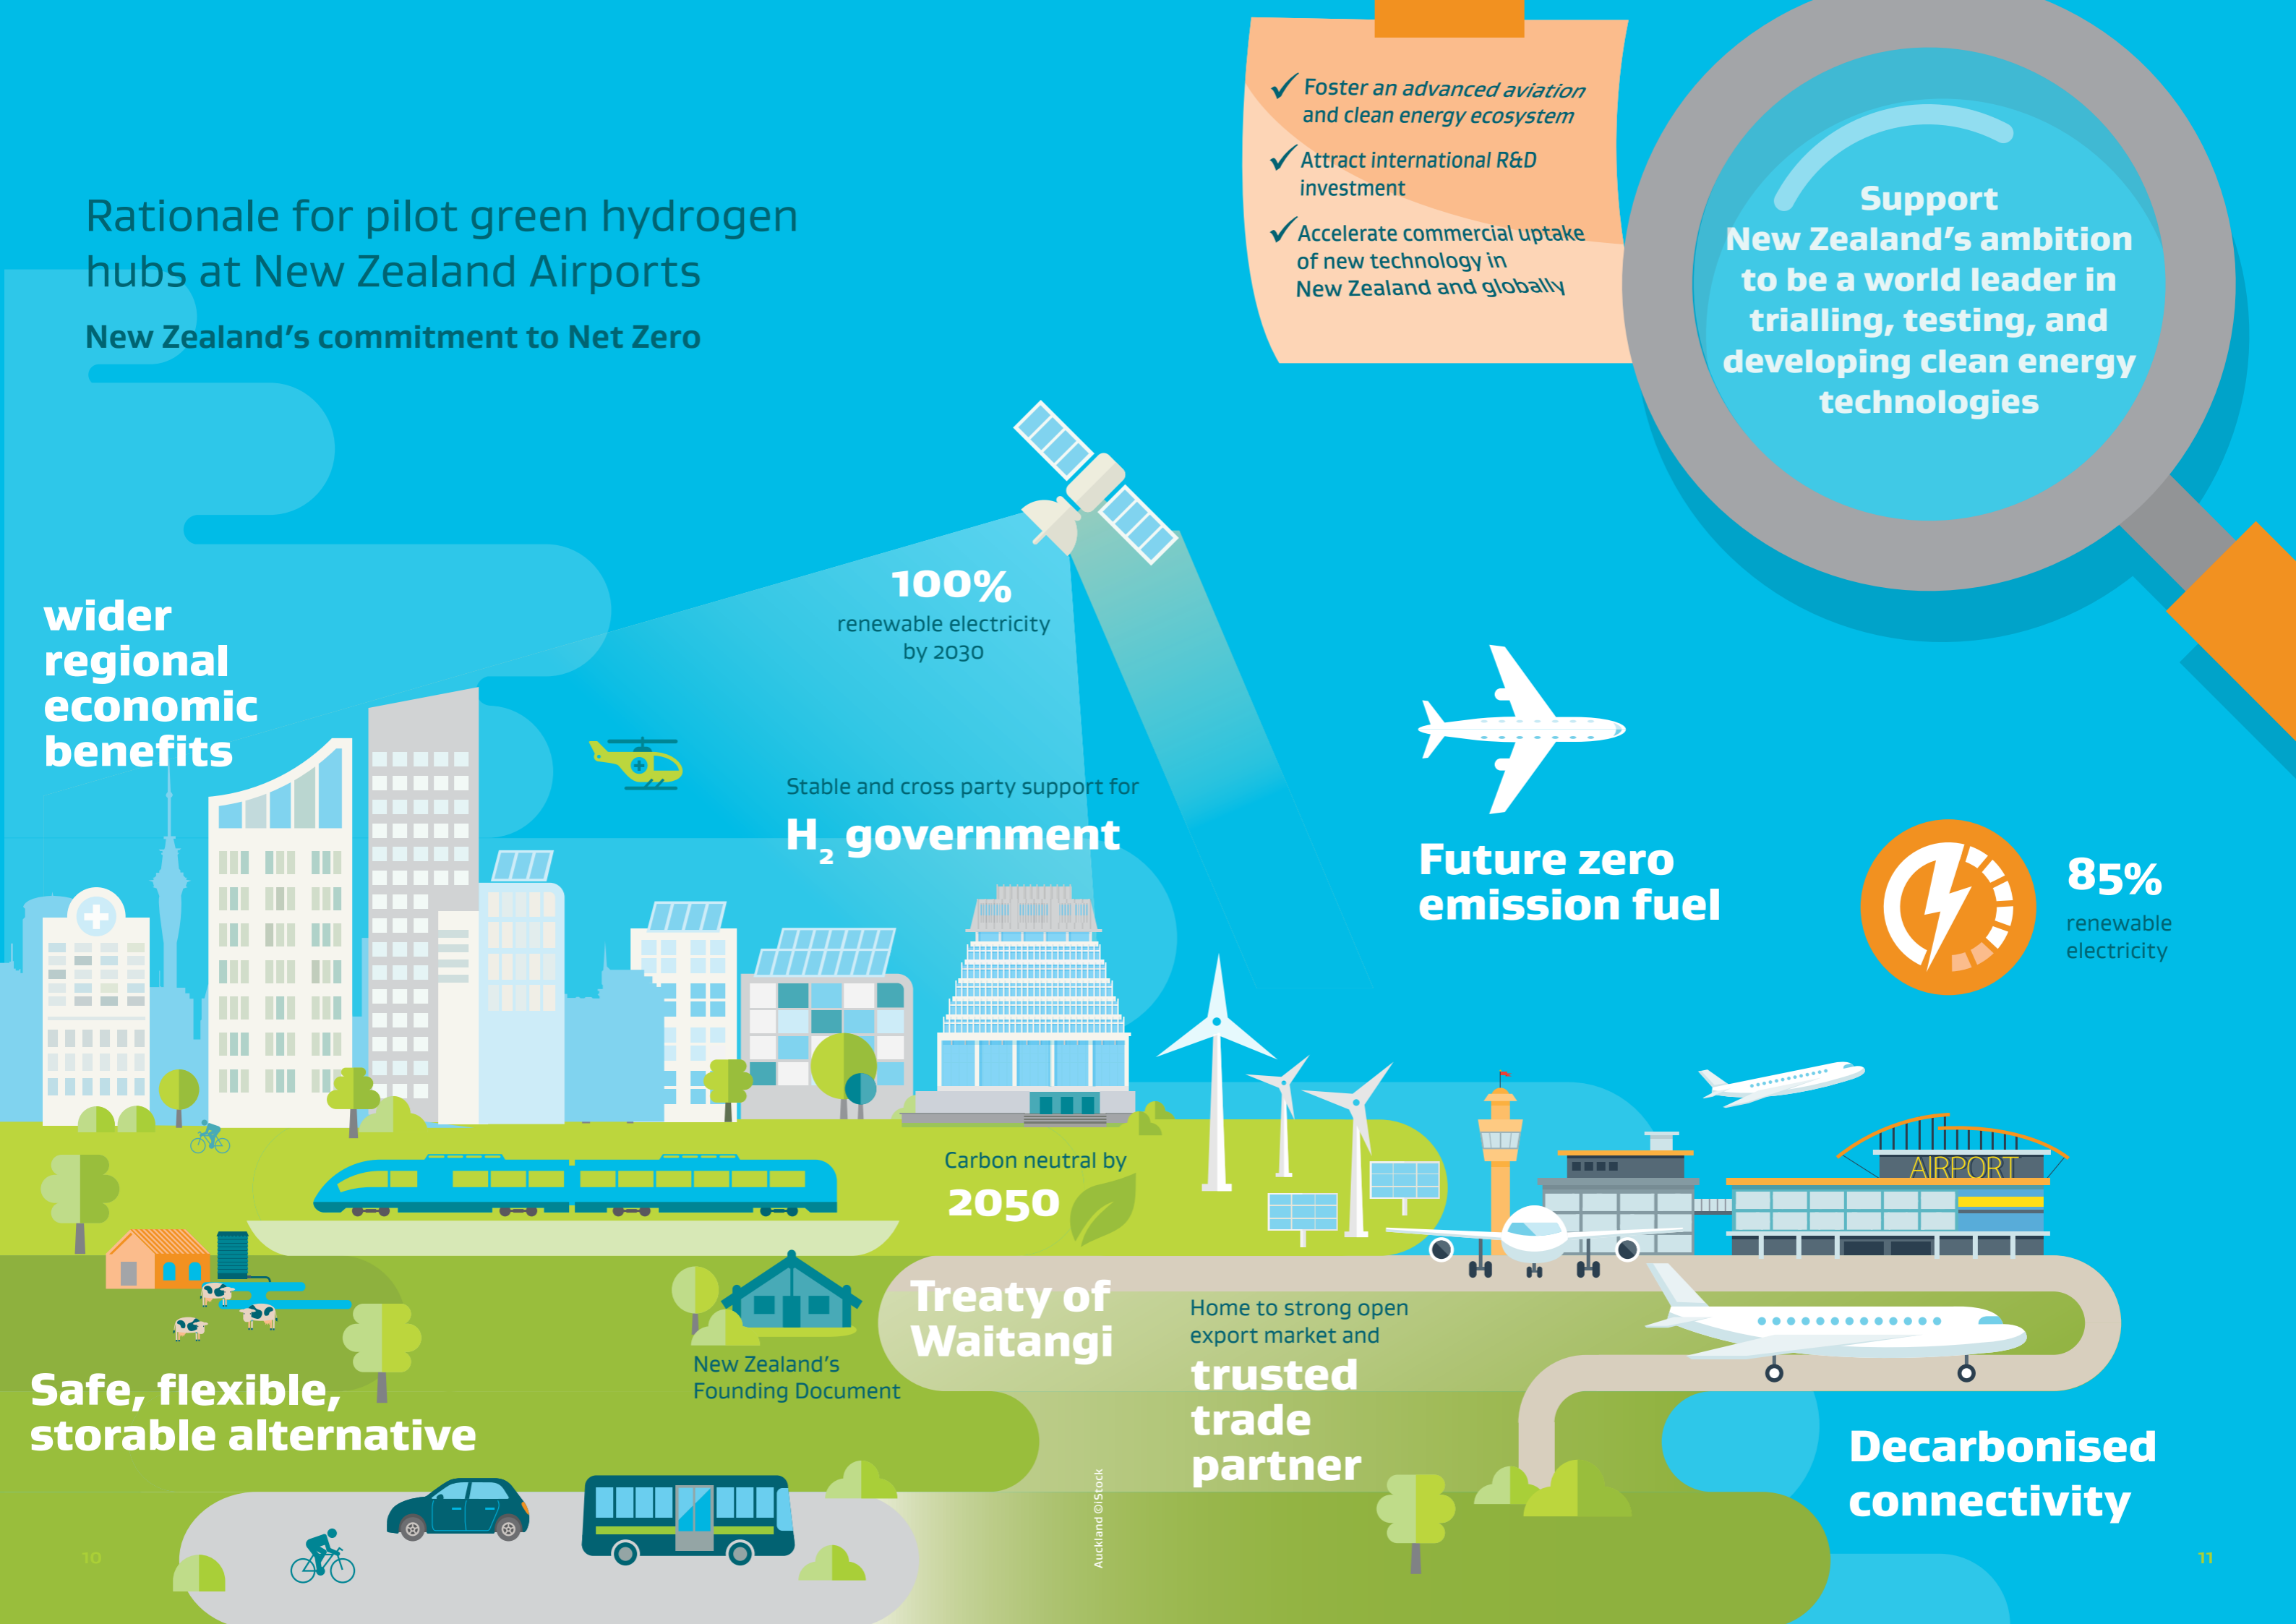 Rationale for pilot green hydrogen
hubs at New Zealand Airports
New Zealand's commitment to Net Zero
✓ Foster an advanced aviation
and clean energy ecosystem
✓ Attract international R&D
investment
✓ Accelerate commercial uptake
of new technology in
New Zealand and globally
Support
New Zealand's ambition
to be a world leader in
trialling, testing, and
developing clean energy
technologies
wider
regional
economic
benefits
100%
renewable electricity
by 2030
Stable and cross party support for
H₂ government
Future zero
emission fuel
85%
renewable
electricity
AIRPORT
Carbon neutral by
2050
Treaty of
Waitangi
New Zealand's
Founding Document
Home to strong open
export market and
trusted
trade
partner
Safe, flexible,
storable alternative
Decarbonised
connectivity
Auckland ©iStock
10
11